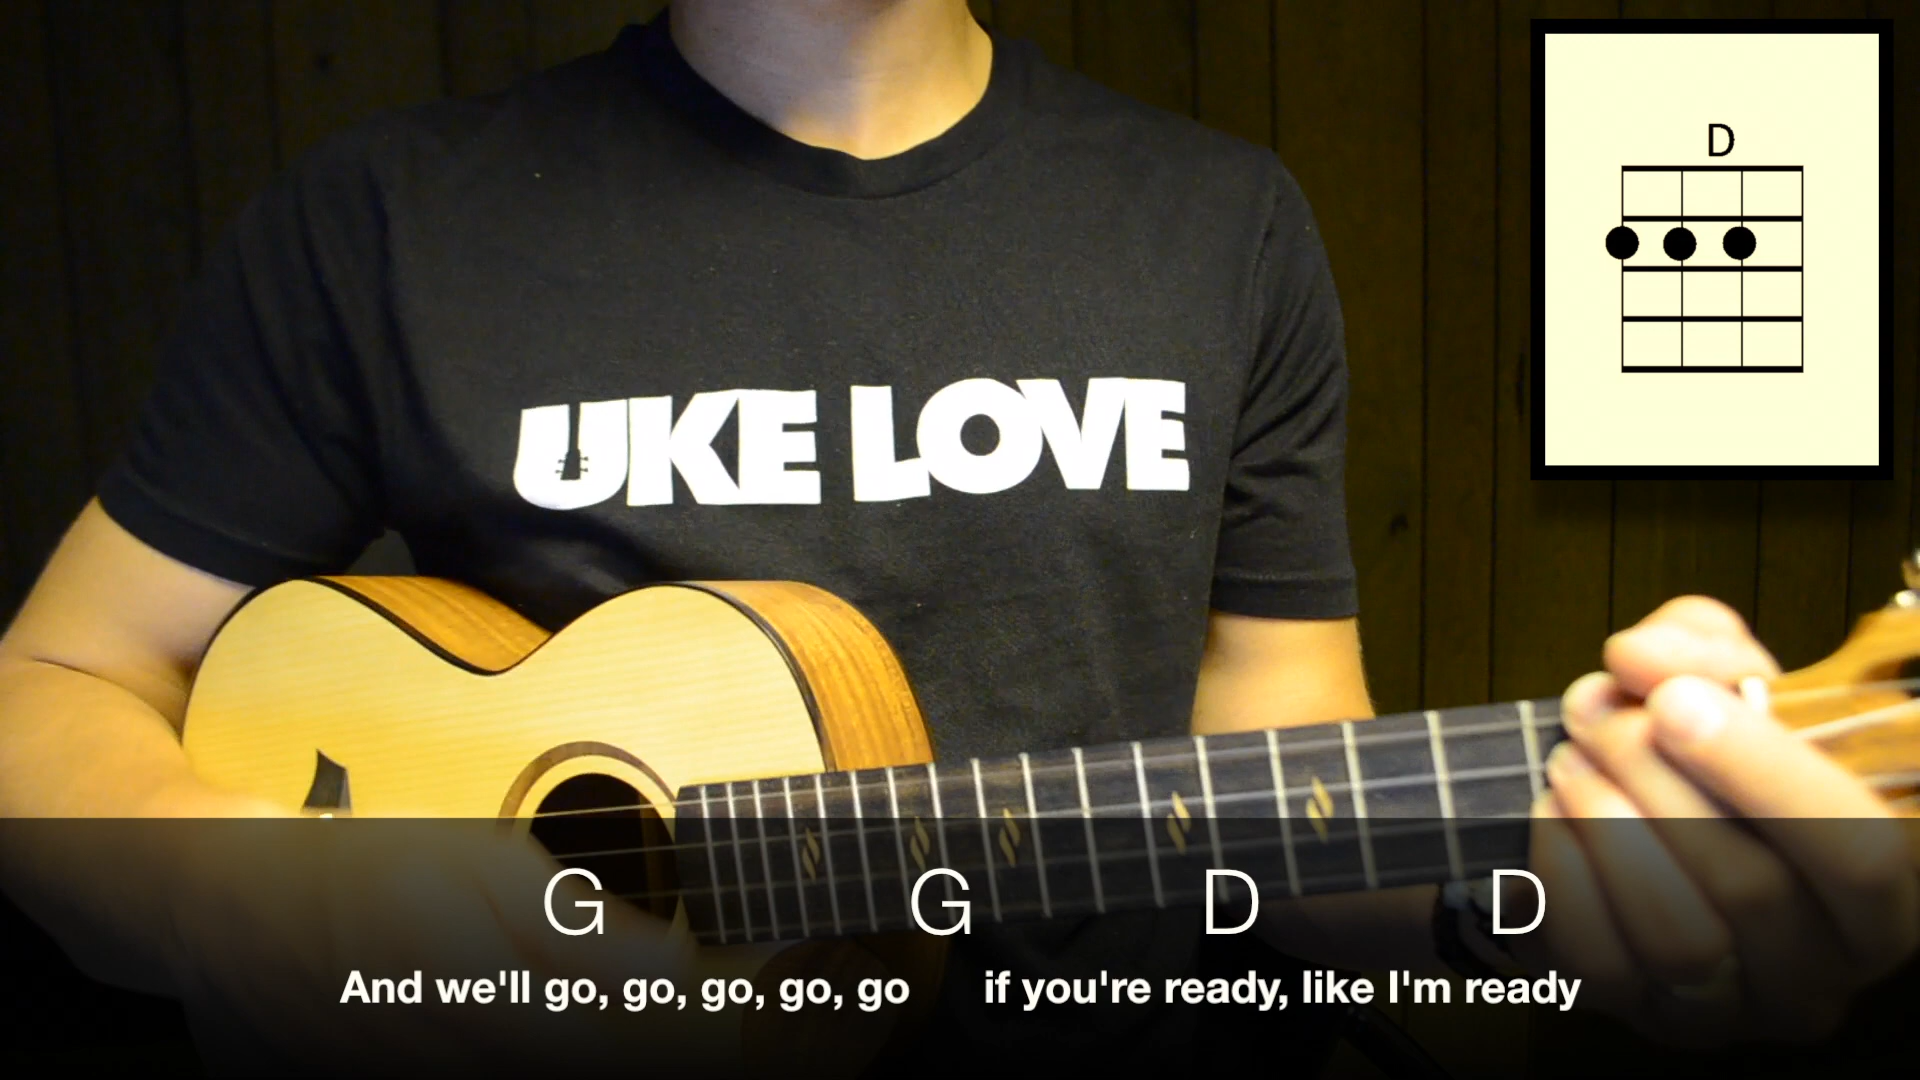 D
UKE LOVE
G G D D
And we'll go, go, go, go, go if you're ready, like I'm ready